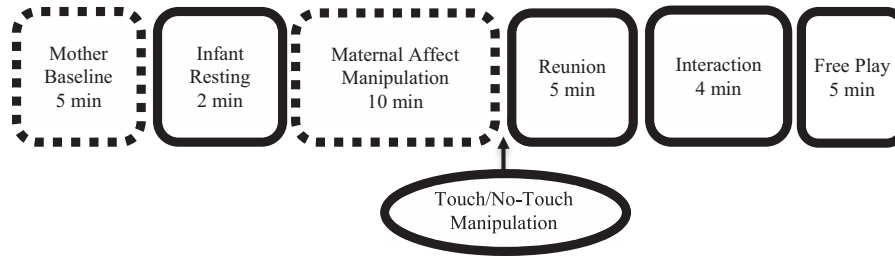 Mother
Baseline
5 min
Infant
Resting
2 min
Maternal Affect
Manipulation
10 min
Reunion
5 min
Interaction
4 min
Free Play
5 min
Touch/No-Touch
Manipulation